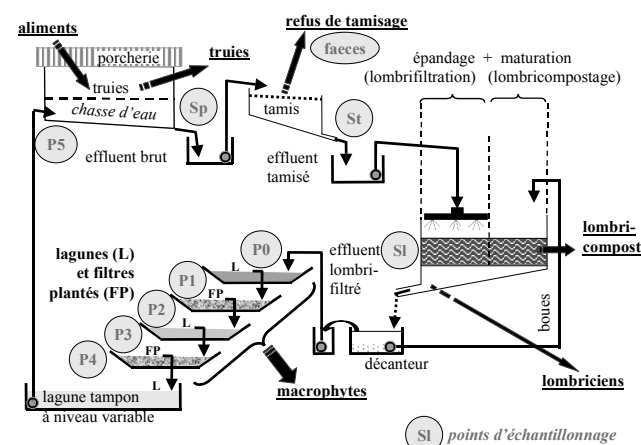 aliments
porcherie
truies
truies
chasse d'eau
P5
effluent brut
Sp
refus de tamisage
faeces
tamis
St
effluent
tamisé
épandage + maturation
(lombrifiltration) (lombricompostage)
lombri-
compost
Sl
effluent
lombri-
filtré
boues
décanteur
lombriciens
lagunes (L)
et filtres
plantés (FP)
P0
L
P1
FP
P2
L
P3
FP
P4
L
macrophytes
lagune tampon
à niveau variable
Sl points d'échantillonnage